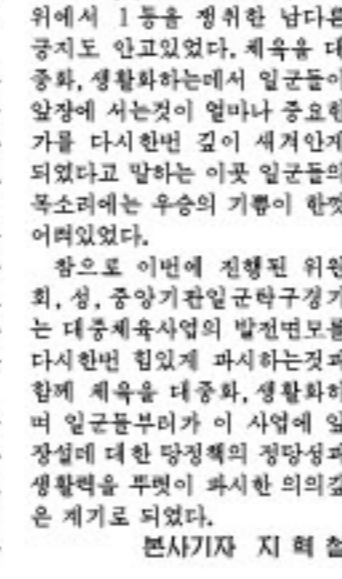 위에서 1등을 쟁취한 남다른
긍지도 안고있었다. 체육을 대
중화, 생활화하는데서 일군들이
앞장에 서는것이 얼마나 중요한
가를 다시한번 깊이 새겨안게
되였다고 말하는 이곳 일군들의
목소리에는 우승의 기쁨이 한껏
어려있었다.
참으로 이번에 진행된 위원
회, 성, 중앙기관일군탁구경기
는 대중체육사업의 발전면모를
다시한번 힘있게 과시하는것과
함께 체육을 대중화, 생활화하
며 일군들부터가 이 사업에 앞
장설데 대한 당정책의 정당성과
생활력을 뚜렷이 과시한 의의깊
은 계기로 되였다.
본사기자 지 혁 철